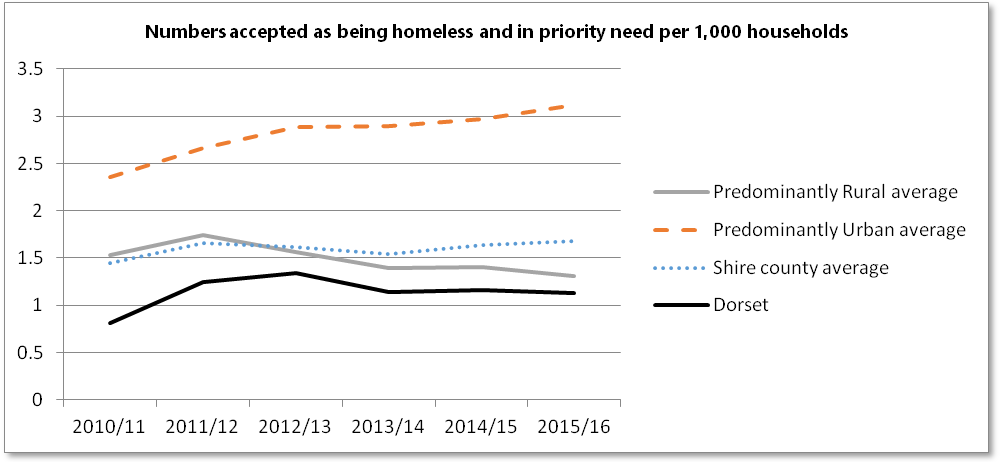 Numbers accepted as being homeless and in priority need per 1,000 households
3.5
3
2.5
2
1.5
1
0.5
0
2010/11 2011/12 2012/13 2013/14 2014/15 2015/16
Predominantly Rural average
Predominantly Urban average
Shire county average
Dorset